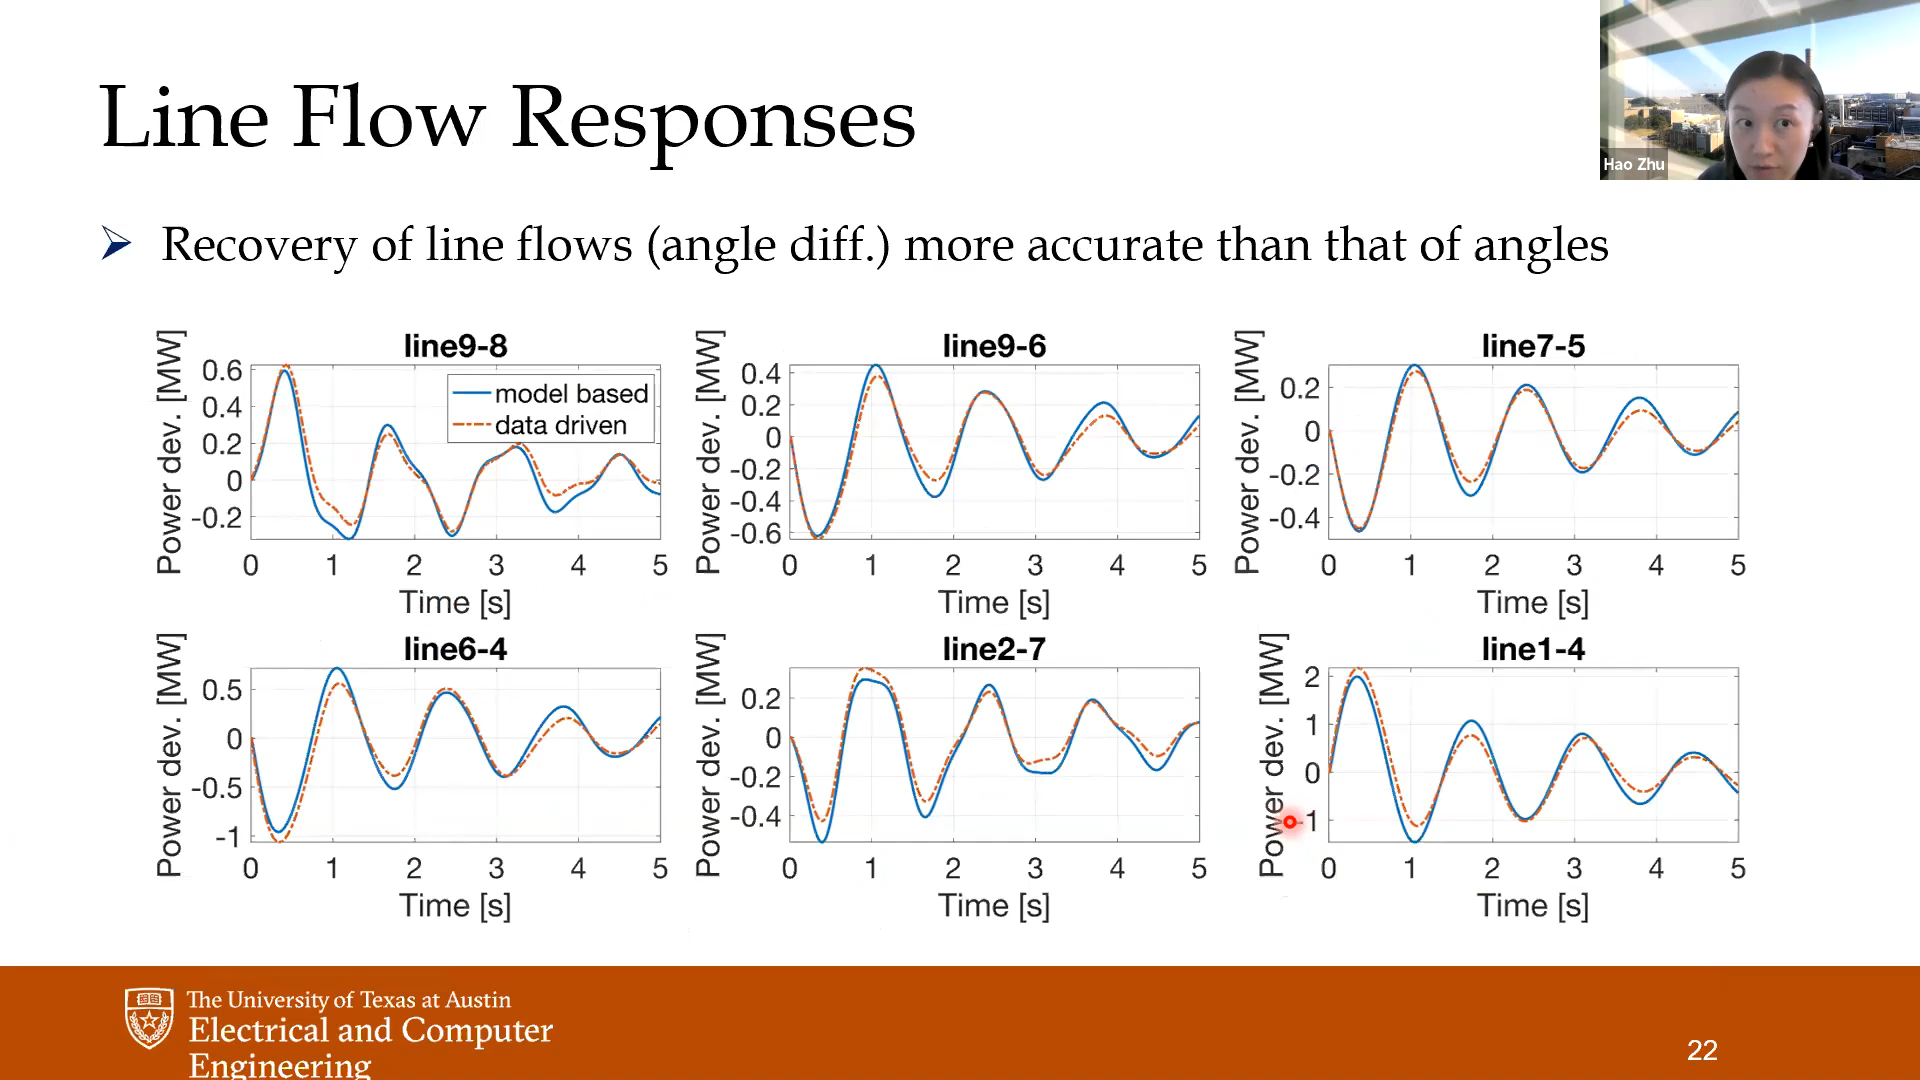 Line Flow Responses
Hao Zhu
➢ Recovery of line flows (angle diff.) more accurate than that of angles
line9-8
Power dev. [MW]
0.6
0.4
0.2
0
-0.2
model based
data driven
0 1 2 3 4 5
Time [s]
line9-6
Power dev. [MW]
0.4
0.2
0
-0.2
-0.4
-0.6
0 1 2 3 4 5
Time [s]
line7-5
Power dev. [MW]
0.2
0
-0.2
-0.4
0 1 2 3 4 5
Time [s]
line6-4
Power dev. [MW]
0.5
0
-0.5
-1
0 1 2 3 4 5
Time [s]
line2-7
Power dev. [MW]
0.2
0
-0.2
-0.4
0 1 2 3 4 5
Time [s]
line1-4
Power dev. [MW]
2
1
0
-1
0 1 2 3 4 5
Time [s]
The University of Texas at Austin
Electrical and Computer
Engineering
22